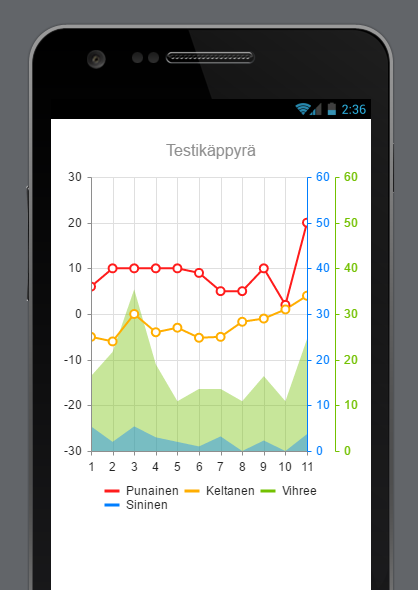 2:36
Testikäppyrä
30 60 60
20 50 50
10 40 40
0 30 30
-10 20 20
-20 10 10
-30 0 0
1 2 3 4 5 6 7 8 9 10 11
Punainen Keltanen Vihree
Sininen